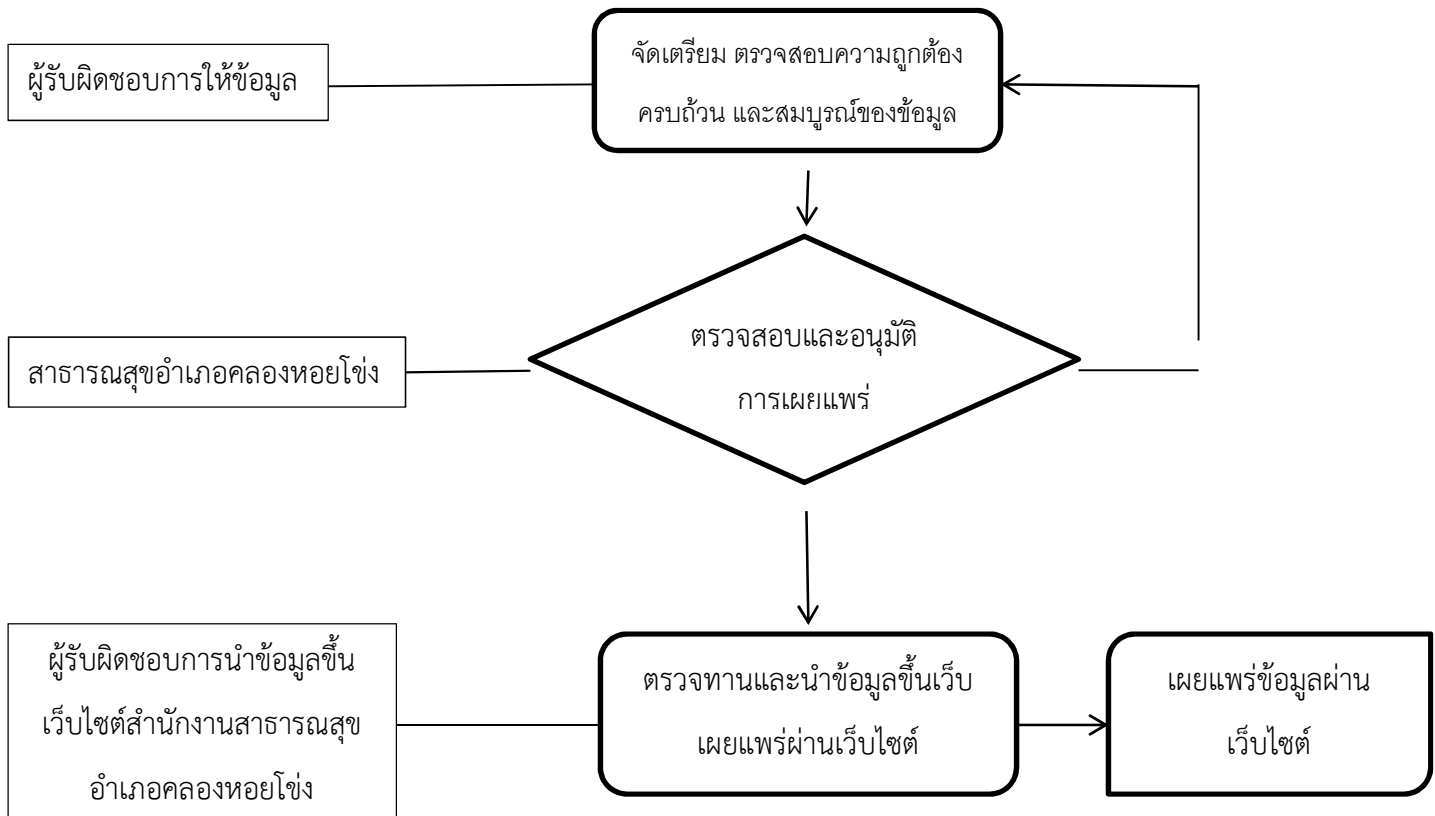 ผู้รับผิดชอบการให้ข้อมูล
จัดเตรียม ตรวจสอบความถูกต้อง
ครบถ้วน และสมบูรณ์ของข้อมูล
สาธารณสุขอำเภอคลองหอยโข่ง
ตรวจสอบและอนุมัติ
การเผยแพร่
ผู้รับผิดชอบการนำข้อมูลขึ้น
เว็บไซต์สำนักงานสาธารณสุข
อำเภอคลองหอยโข่ง
ตรวจทานและนำข้อมูลขึ้นเว็บ
เผยแพร่ผ่านเว็บไซต์
เผยแพร่ข้อมูลผ่าน
เว็บไซต์